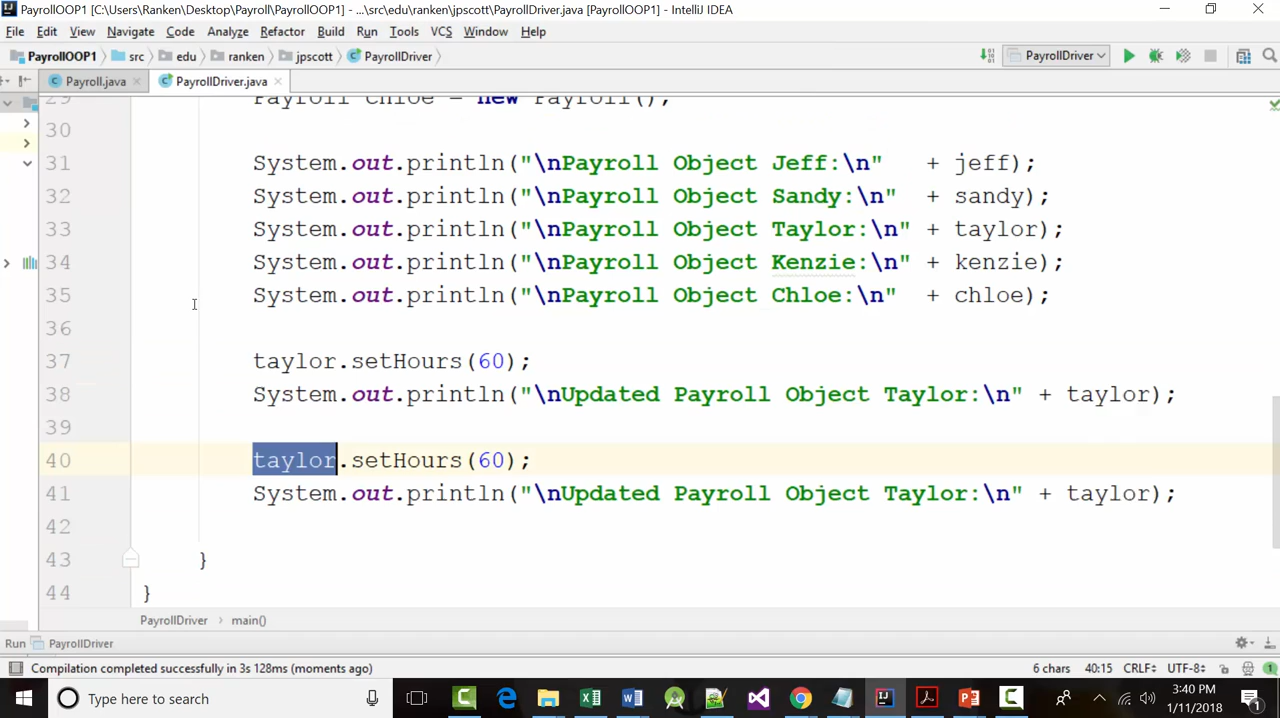 PayrollOOP1 [C:\Users\Ranken\Desktop\Payroll\PayrollOOP1] - ...\src\edu\ranken\jpscott\PayrollDriver.java [PayrollOOP1] - IntelliJ IDEA
File Edit View Navigate Code Analyze Refactor Build Run Tools VCS Window Help
PayrollOOP1 src edu ranken jpscott PayrollDriver PayrollDriver
Payroll.java PayrollDriver.java
29 Payroll chloe = new Payroll();
30
31 System.out.println("\nPayroll Object Jeff:\n" + jeff);
32 System.out.println("\nPayroll Object Sandy:\n" + sandy);
33 System.out.println("\nPayroll Object Taylor:\n" + taylor);
34 System.out.println("\nPayroll Object Kenzie:\n" + kenzie);
35 System.out.println("\nPayroll Object Chloe:\n" + chloe);
36
37 taylor.setHours(60);
38 System.out.println("\nUpdated Payroll Object Taylor:\n" + taylor);
39
40 taylor.setHours(60);
41 System.out.println("\nUpdated Payroll Object Taylor:\n" + taylor);
42
43 }
44 }
PayrollDriver › main()
Run PayrollDriver
Compilation completed successfully in 3s 128ms (moments ago) 6 chars 40:15 CRLF UTF-8 1
Type here to search
3:40 PM
1/11/2018 1